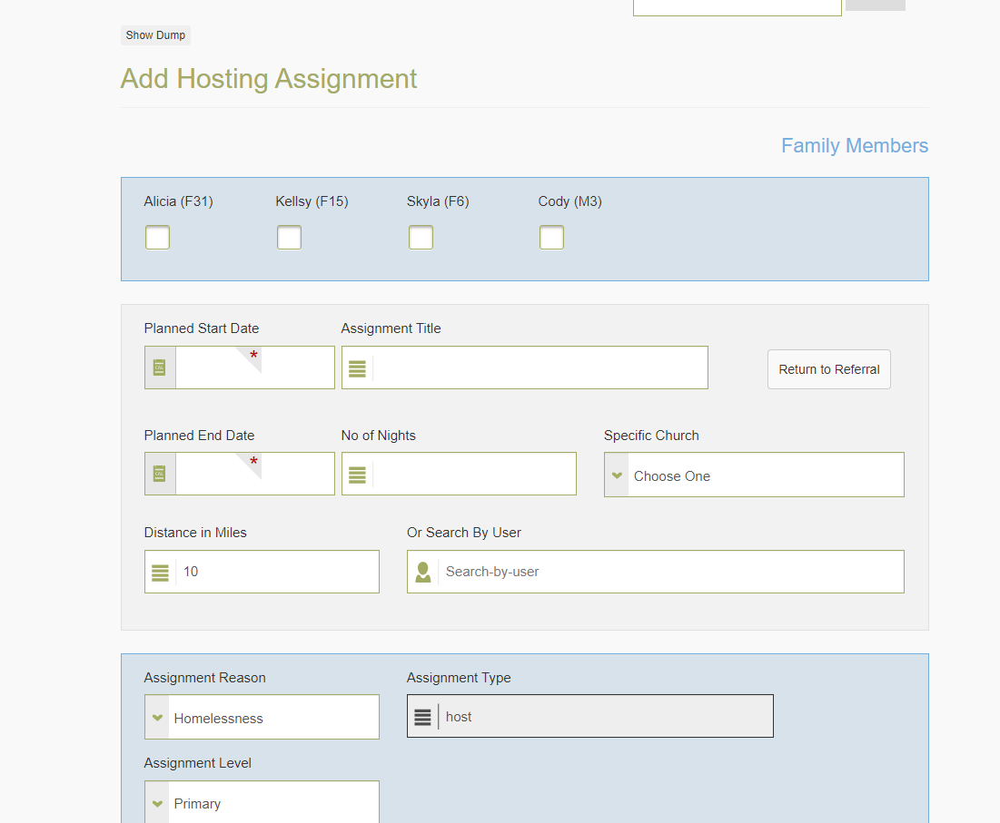 Show Dump
Add Hosting Assignment
Family Members
Alicia (F31) Kellsy (F15) Skyla (F6) Cody (M3)
Planned Start Date Assignment Title
CAL * Return to Referral
Planned End Date No of Nights Specific Church
CAL * Choose One
Distance in Miles Or Search By User
10 Search-by-user
Assignment Reason Assignment Type
Homelessness host
Assignment Level
Primary